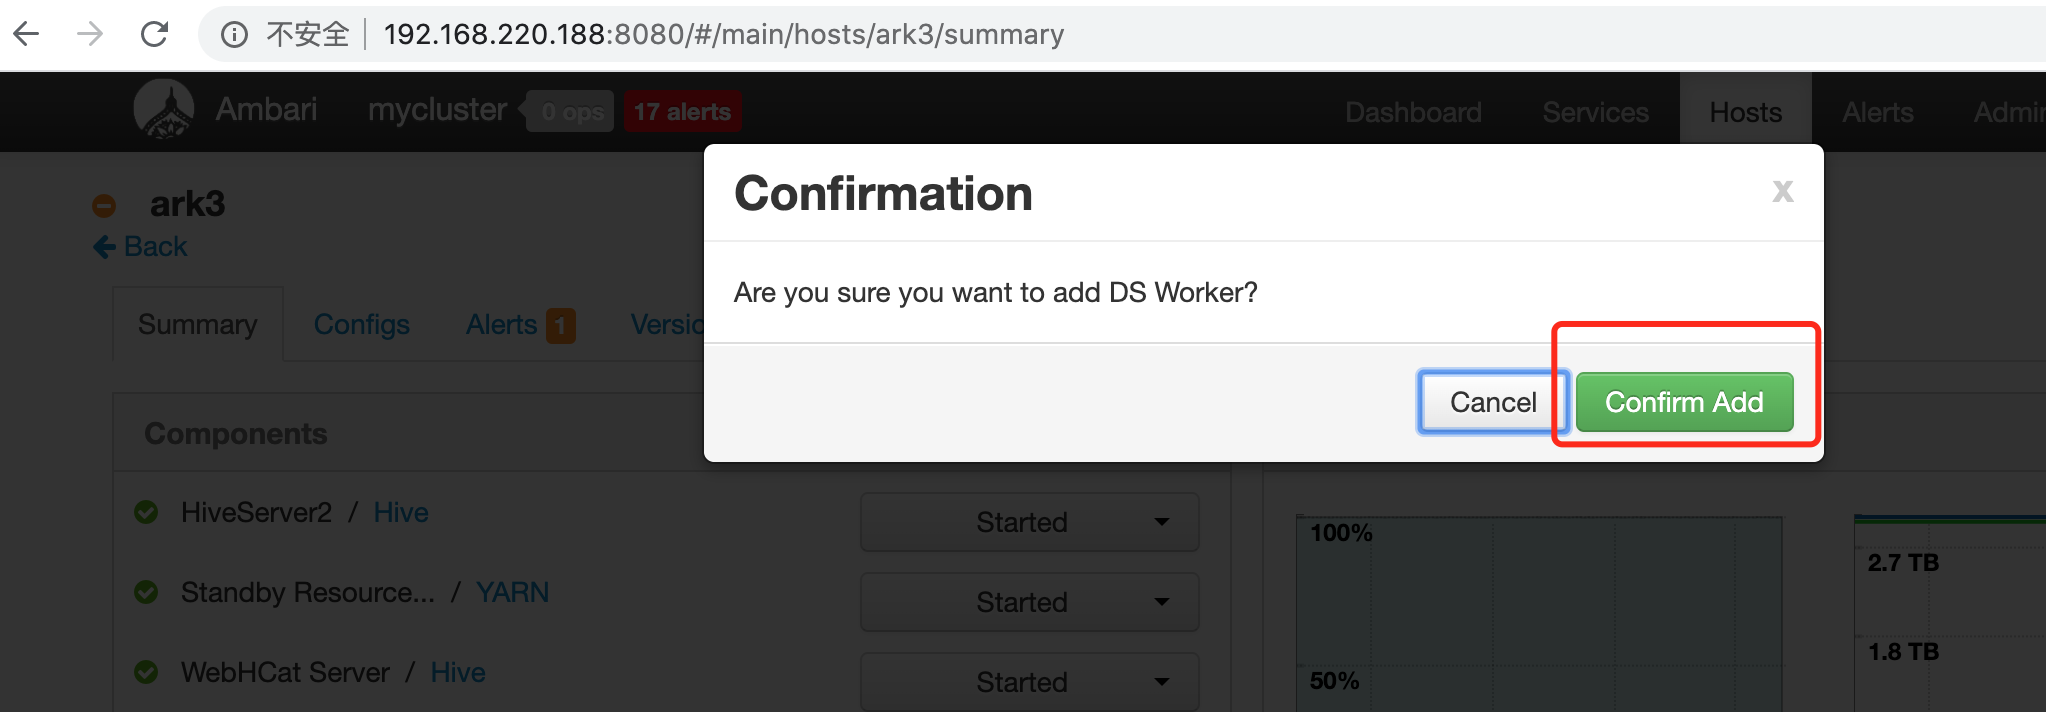 不安全 192.168.220.188:8080/#/main/hosts/ark3/summary
Ambari mycluster 0 ops 17 alerts Dashboard Services Hosts Alerts
Confirmation x
ark3
Back
Are you sure you want to add DS Worker?
Summary Configs Alerts 1
Cancel Confirm Add
Components
HiveServer2 / Hive Started
100%
2.7 TB
Standby Resource... / YARN Started
1.8 TB
WebHCat Server / Hive Started
50%